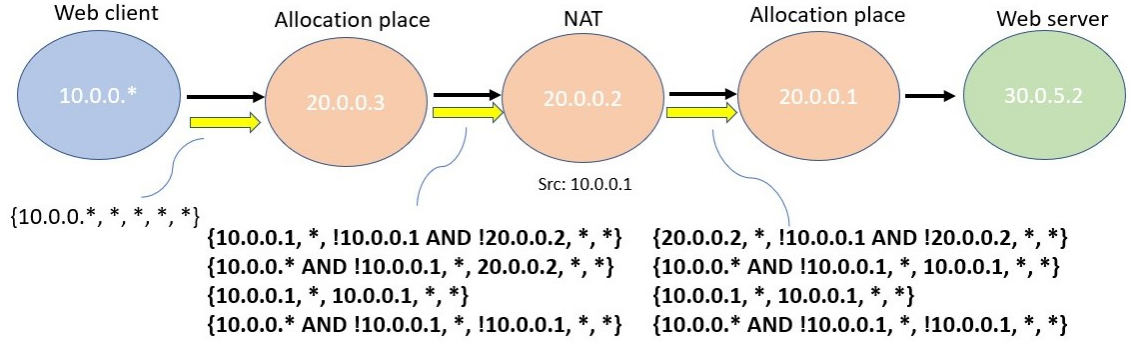 Web client
Allocation place
NAT
Allocation place
Web server
10.0.0.*
20.0.0.3
20.0.0.2
20.0.0.1
30.0.5.2
Src: 10.0.0.1
{10.0.0.*, *, *, *, *}
{10.0.0.1, *, !10.0.0.1 AND !20.0.0.2, *, *}
{10.0.0.* AND !10.0.0.1, *, 20.0.0.2, *, *}
{10.0.0.1, *, 10.0.0.1, *, *}
{10.0.0.* AND !10.0.0.1, *, !10.0.0.1, *, *}
{20.0.0.2, *, !10.0.0.1 AND !20.0.0.2, *, *}
{10.0.0.* AND !10.0.0.1, *, 10.0.0.1, *, *}
{10.0.0.1, *, 10.0.0.1, *, *}
{10.0.0.* AND !10.0.0.1, *, !10.0.0.1, *, *}